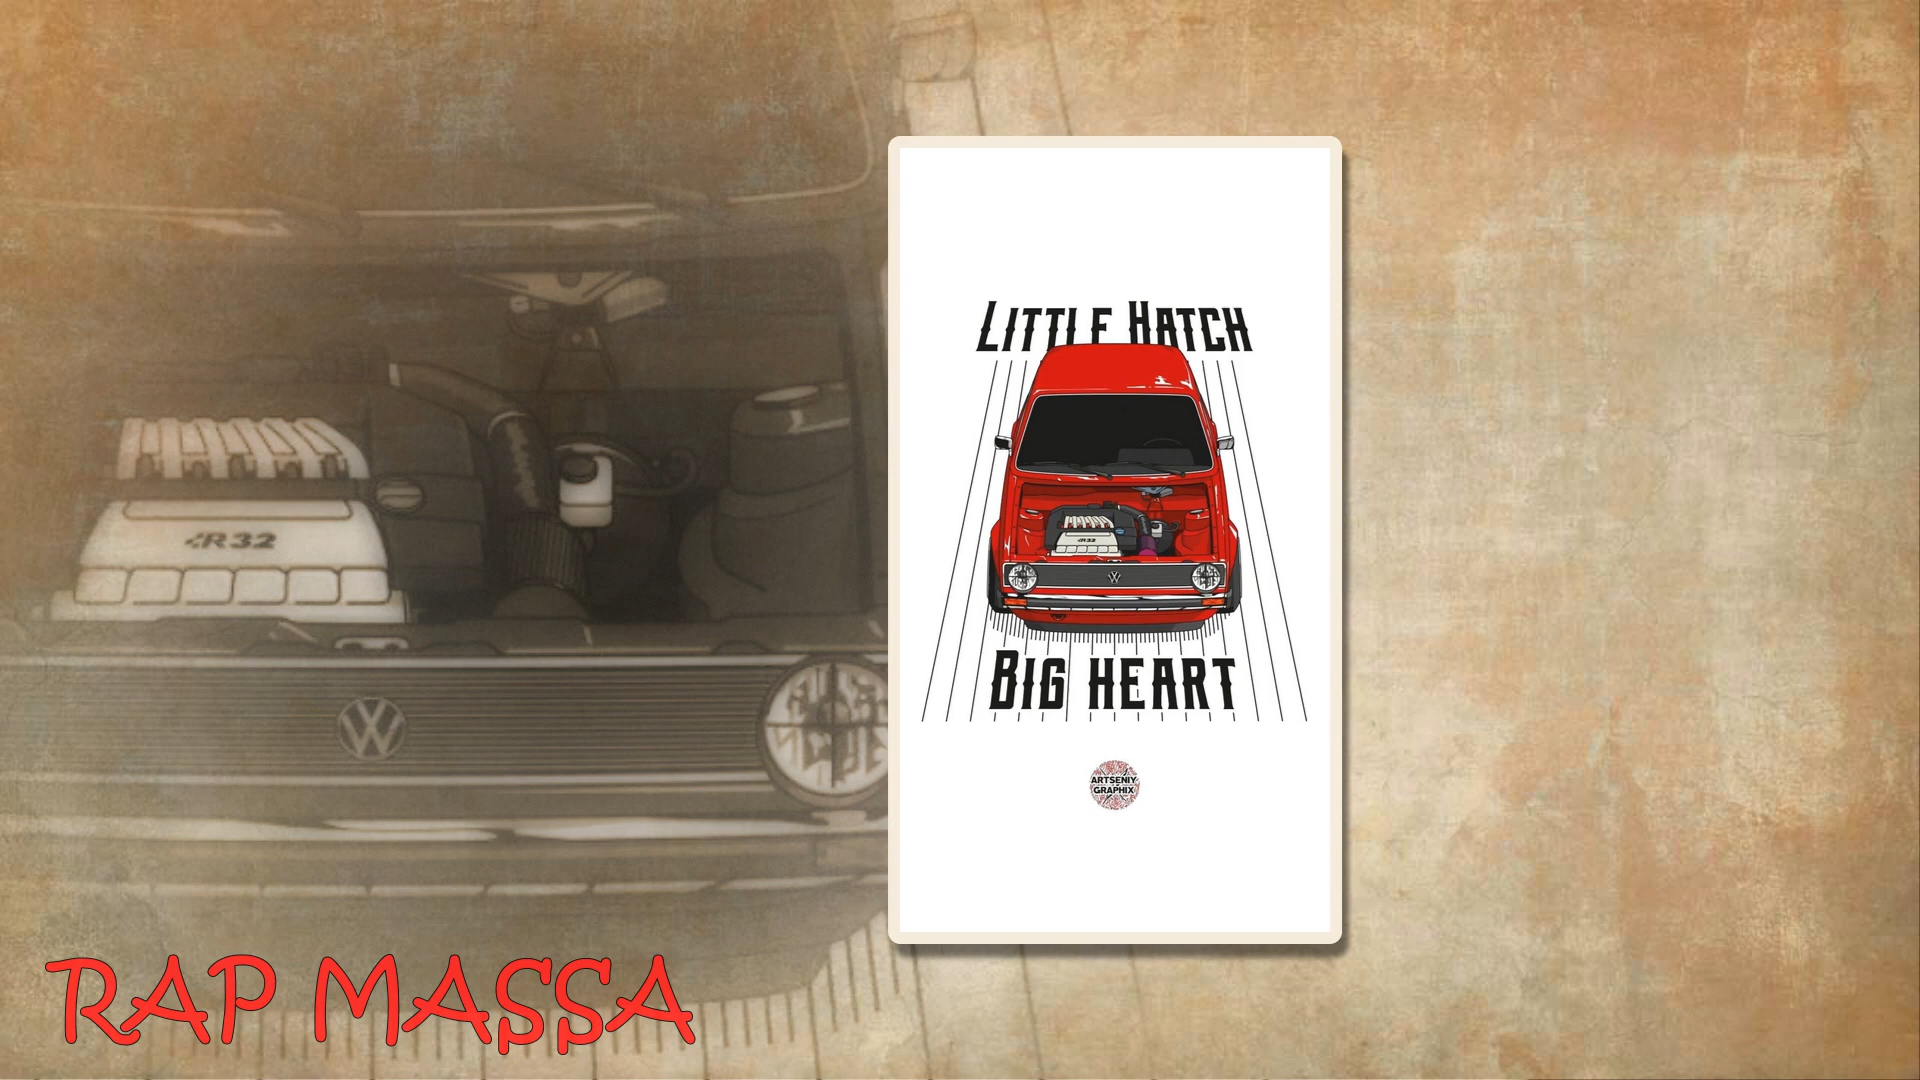 LITTLE HATCH
R32
R32
BIG HEART
ARTSENIY
GRAPHIX
RAP MASSA